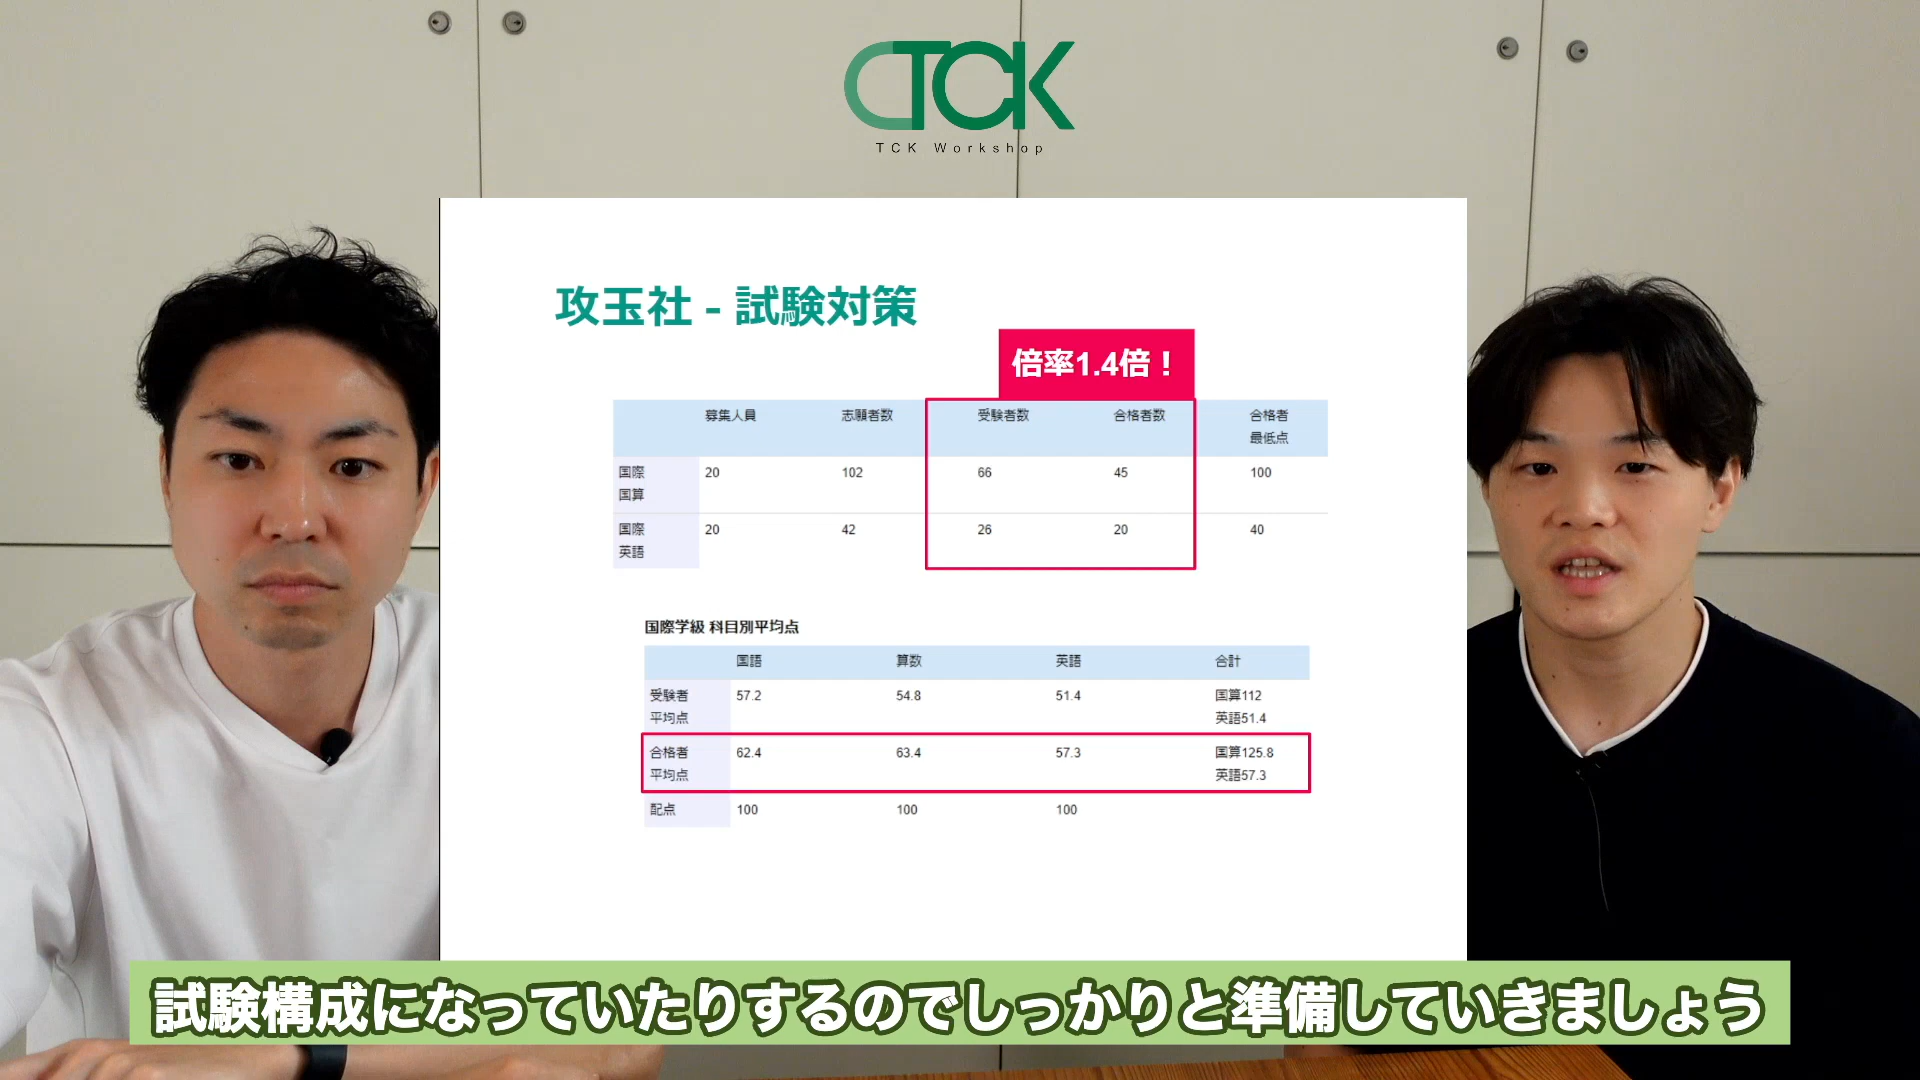 TCK
TCK Workshop
攻玉社 - 試験対策
倍率1.4倍！
募集人員 志願者数 受験者数 合格者数 合格者
最低点
国際 20 102 66 45 100
国算
国際 20 42 26 20 40
英語
国際学級 科目別平均点
国語 算数 英語 合計
受験者 57.2 54.8 51.4 国算112
平均点 英語51.4
合格者 62.4 63.4 57.3 国算125.8
平均点 英語57.3
配点 100 100 100
試験構成になっていたりするのでしっかりと準備していきましょう